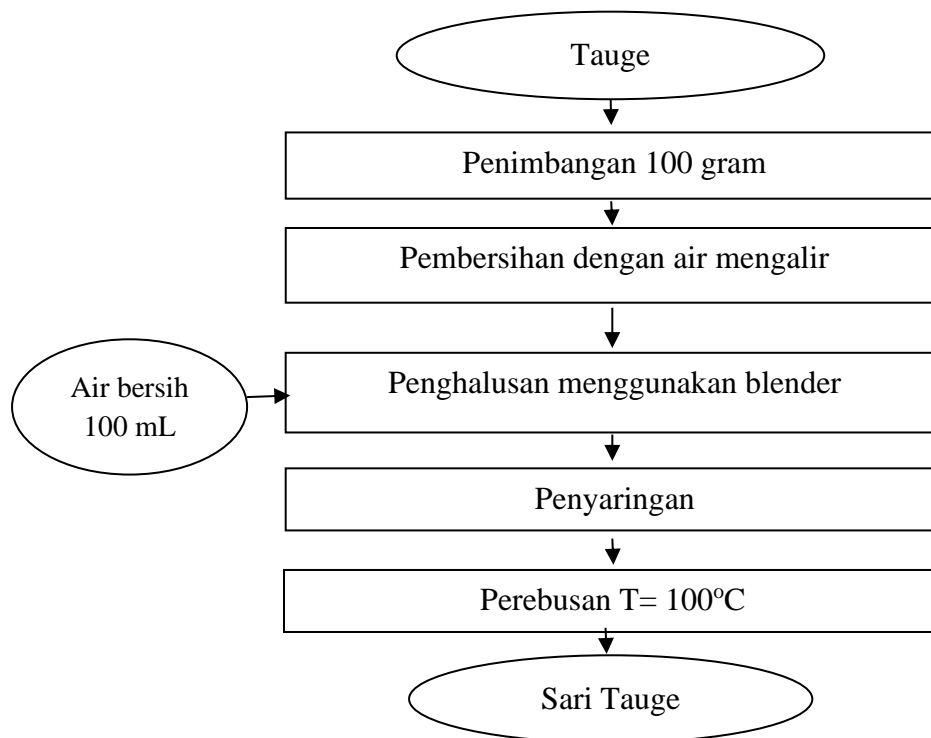 Tauge
Penimbangan 100 gram
Pembersihan dengan air mengalir
Air bersih
100 mL
Penghalusan menggunakan blender
Penyaringan
Perebusan T= 100ºC
Sari Tauge